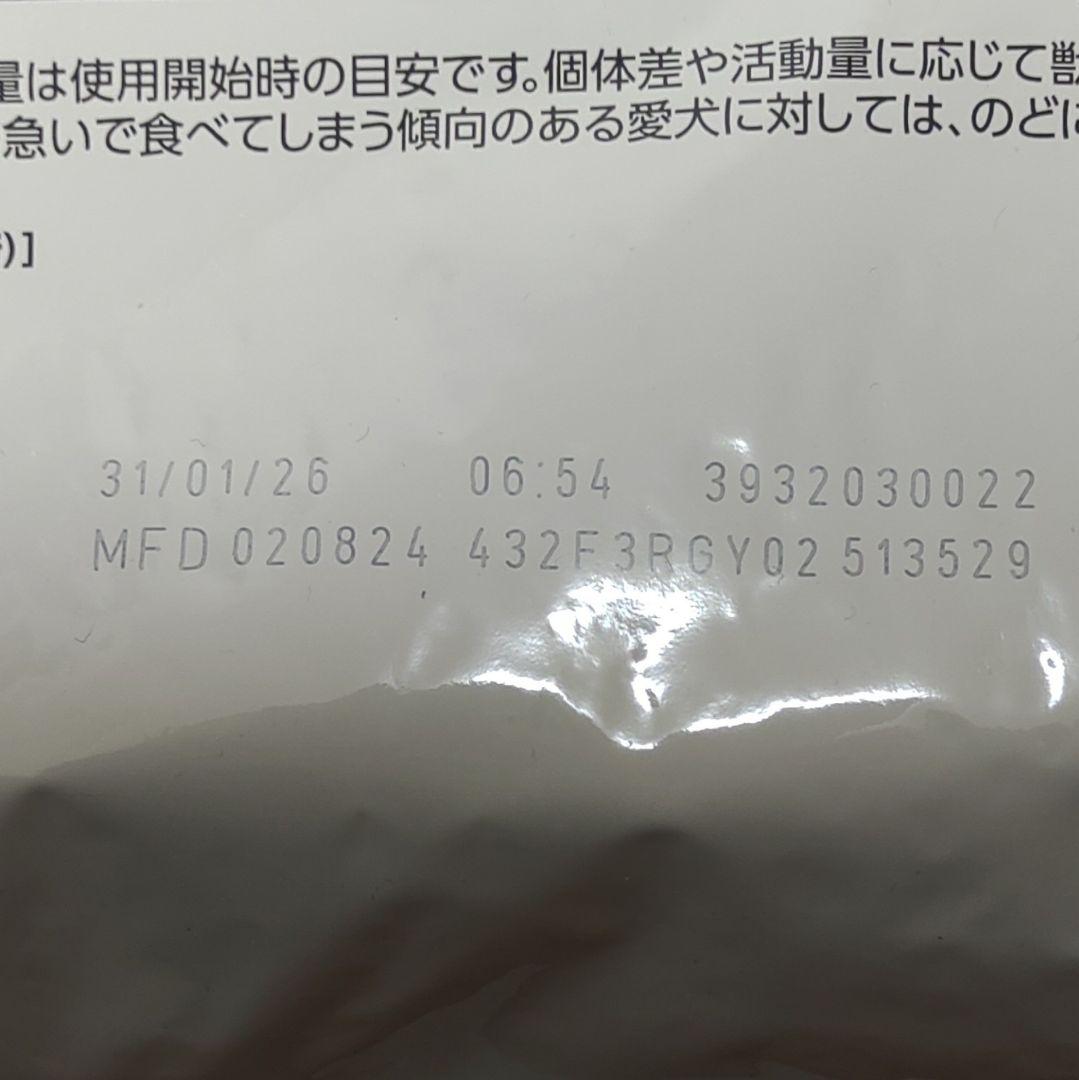 量は使用開始時の目安です。個体差や活動量に応じて獣
急いで食べてしまう傾向のある愛犬に対しては、のどに
)]
31/01/26 06:54 3932030022
MFD 020824 432F3RGY02 513529